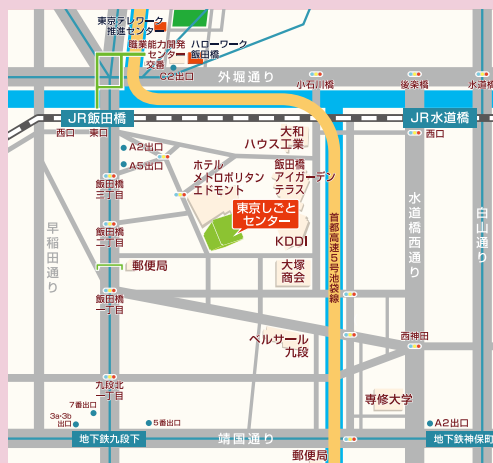 東京テレワーク
推進センター
職業能力開発
センター
ハローワーク
飯田橋
交番
C2出口
外堀通り
小石川橋
後楽橋
水道橋
JR飯田橋
JR水道橋
西口
東口
西口
A2出口
A5出口
大和
ハウス工業
ホテル
メトロポリタン
エドモント
飯田橋
アイガーデン
テラス
飯田橋
三丁目
東京しごと
センター
早稲田通り
飯田橋
二丁目
KDDI
首都高速5号池袋線
水道橋西通り
白山通り
郵便局
大塚
商会
飯田橋
一丁目
ベルサール
九段
西神田
九段北
一丁目
専修大学
7番出口
3a・3b
出口
5番出口
A2出口
地下鉄九段下
靖国通り
地下鉄神保町
郵便局